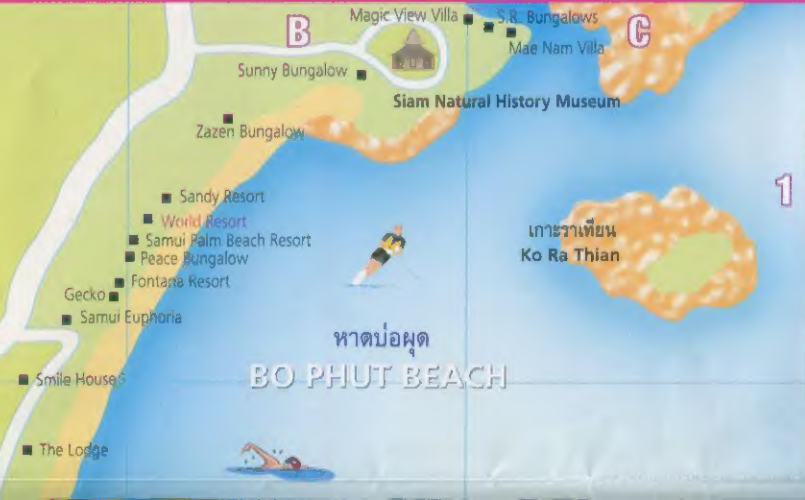 Magic View Villa
S.R. Bungalows
B
C
Mae Nam Villa
Sunny Bungalow
Siam Natural History Museum
Zazen Bungalow
1
Sandy Resort
World Resort
เกาะราเทียน
Samui Palm Beach Resort
Ko Ra Thian
Peace Bungalow
Fontana Resort
Gecko
Samui Euphoria
หาดบ่อผุด
Smile House
BO PHUT BEACH
The Lodge